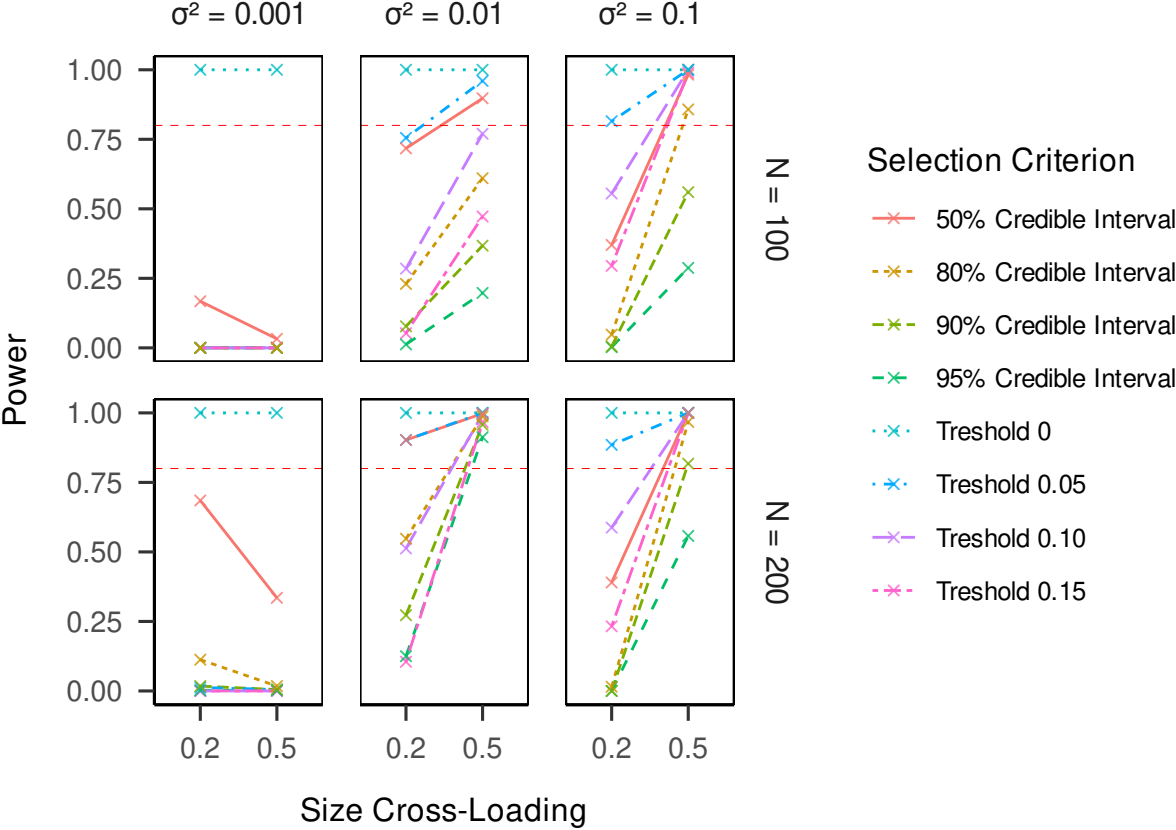 σ² = 0.001
σ² = 0.01
σ² = 0.1
1.00
0.75
0.50
0.25
0.00
N = 100
1.00
0.75
0.50
0.25
0.00
N = 200
0.2
0.5
0.2
0.5
0.2
0.5
Power
Size Cross-Loading
Selection Criterion
50% Credible Interval
80% Credible Interval
90% Credible Interval
95% Credible Interval
Treshold 0
Treshold 0.05
Treshold 0.10
Treshold 0.15